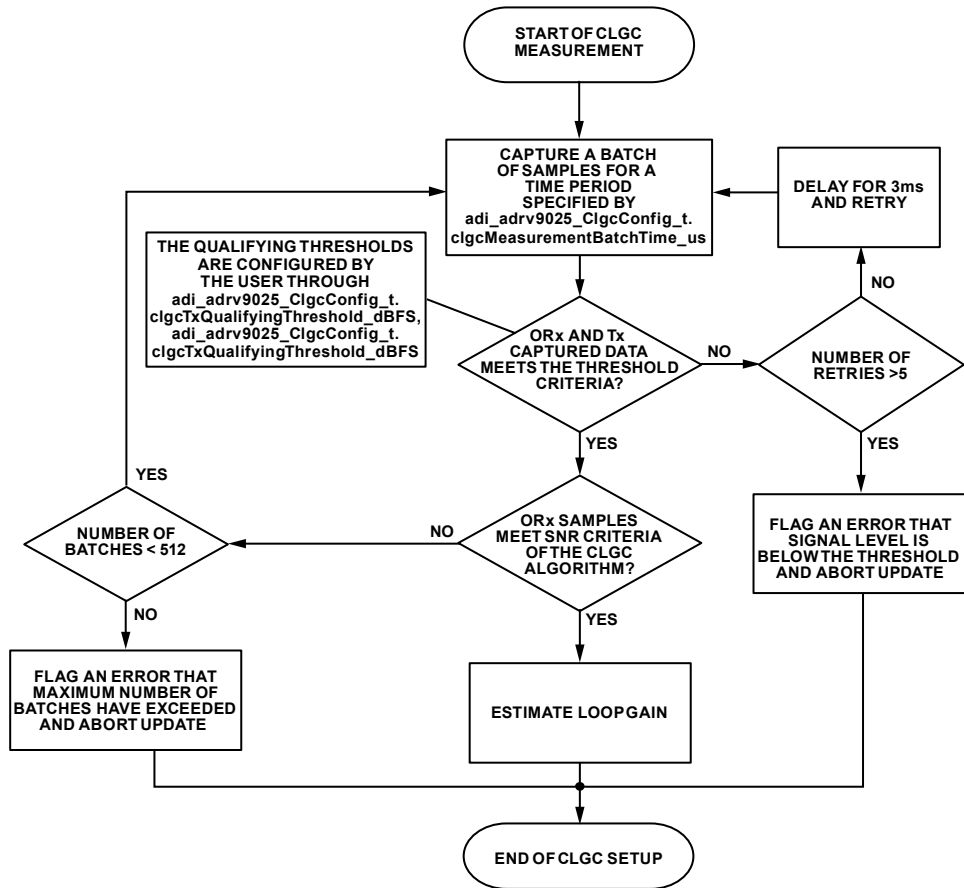 START OF CLGC
MEASUREMENT
CAPTURE A BATCH
OF SAMPLES FOR A
TIME PERIOD
SPECIFIED BY
adi_adrv9025_ClgcConfig_t.
clgcMeasurementBatchTime_us
DELAY FOR 3ms
AND RETRY
THE QUALIFYING THRESHOLDS
ARE CONFIGURED BY
THE USER THROUGH
adi_adrv9025_ClgcConfig_t.
clgcTxQualifyingThreshold_dBFS,
adi_adrv9025_ClgcConfig_t.
clgcTxQualifyingThreshold_dBFS
NO
ORx AND Tx
CAPTURED DATA
MEETS THE THRESHOLD
CRITERIA?
NO
NUMBER OF
RETRIES >5
YES
YES
YES
NUMBER OF
BATCHES < 512
NO
ORx SAMPLES
MEET SNR CRITERIA
OF THE CLGC
ALGORITHM?
FLAG AN ERROR THAT
SIGNAL LEVEL IS
BELOW THE THRESHOLD
AND ABORT UPDATE
NO
YES
FLAG AN ERROR THAT
MAXIMUM NUMBER OF
BATCHES HAVE EXCEEDED
AND ABORT UPDATE
ESTIMATE LOOP GAIN
END OF CLGC SETUP